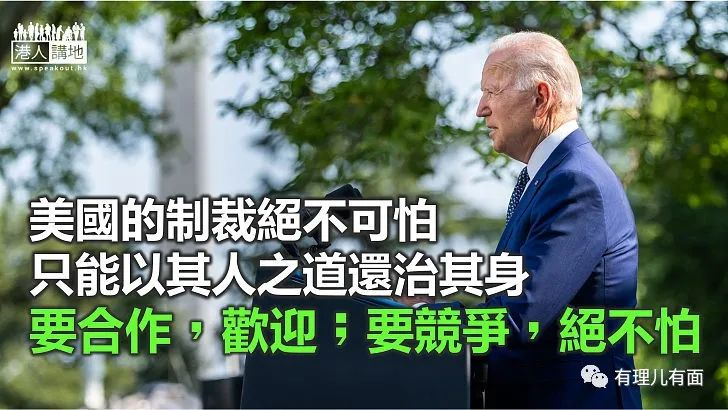 港人講地
www.speakout.hk
美國的制裁絕不可怕
只能以其人之道還治其身
要合作，歡迎；要競爭，絕不怕
有理儿有面